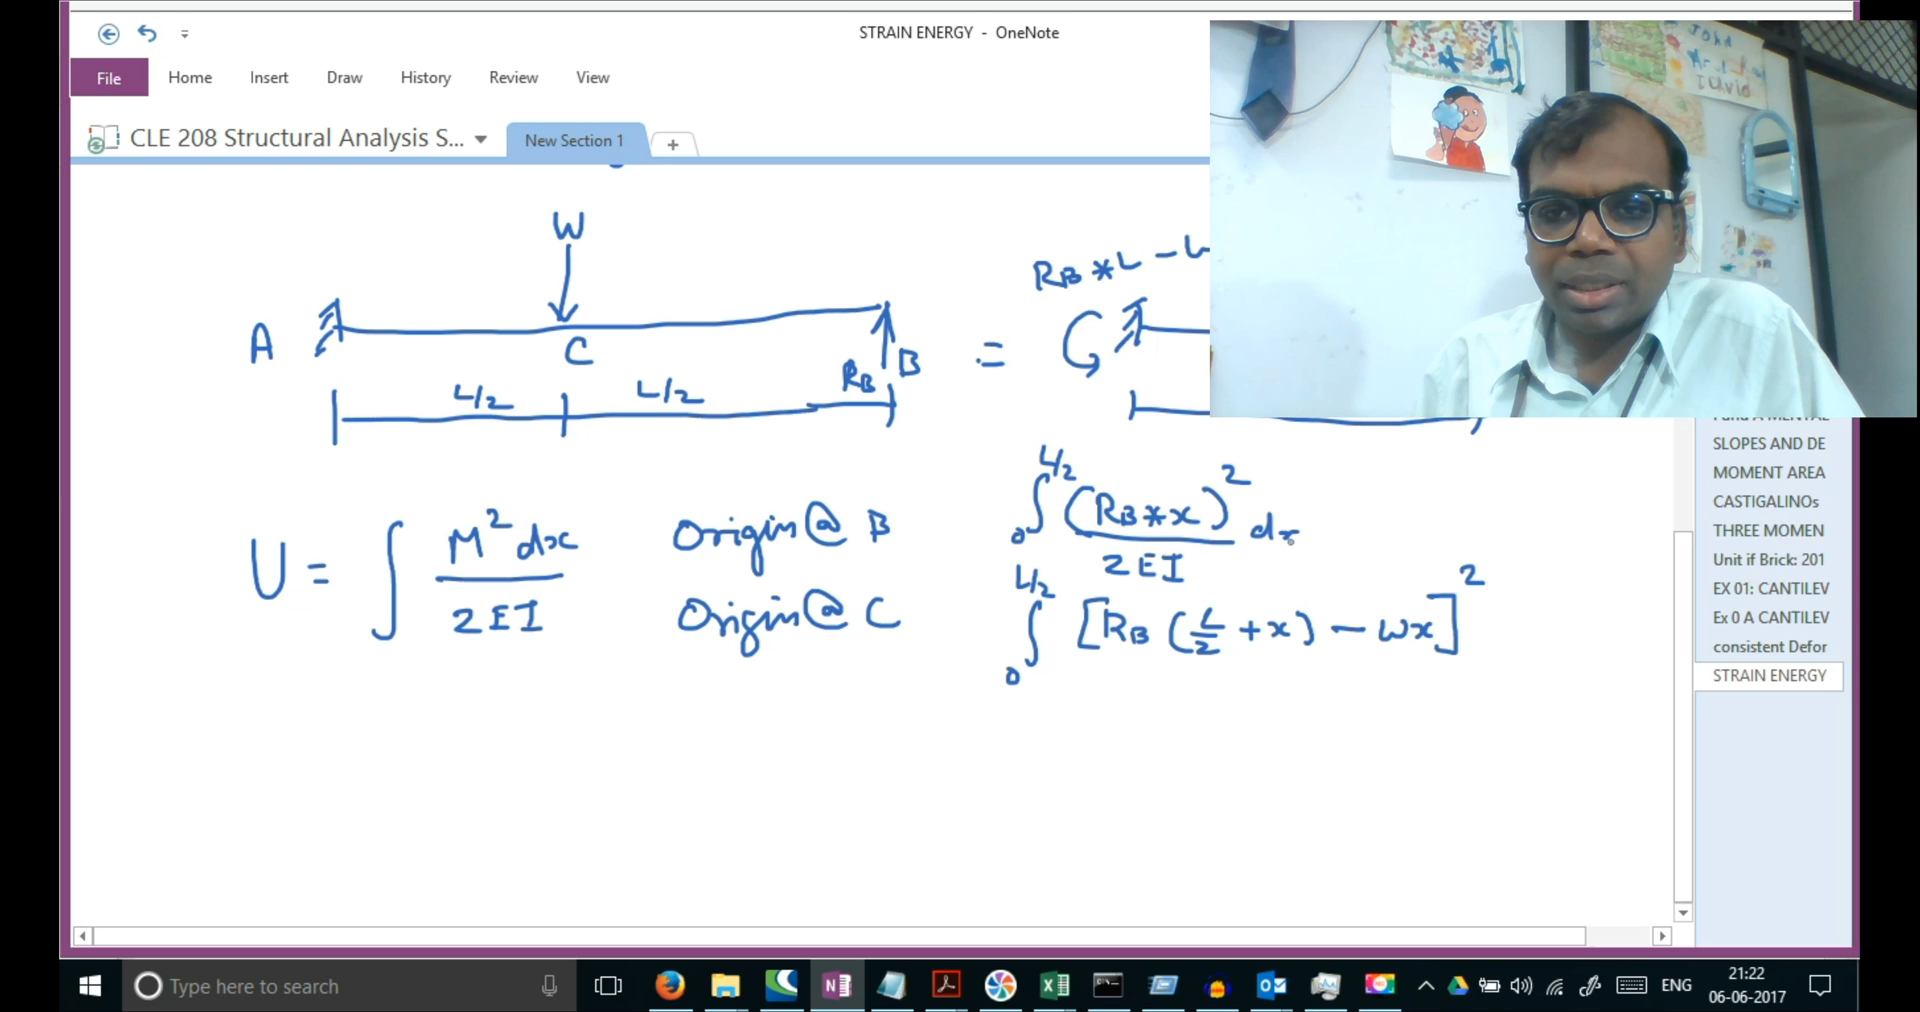 STRAIN ENERGY - OneNote
File Home Insert Draw History Review View
CLE 208 Structural Analysis S... New Section 1 +
John
David
W
A
C
RB
B
L/2 L/2
=
RB * L - W
U = ∫ M² dx / 2EI
Origin @ B
∫₀^(L/2) (RB * x)² / 2EI dx
Origin @ C
∫₀^(L/2) [RB (L/2 + x) - Wx]²
SLOPES AND DE
MOMENT AREA
CASTIGALINOs
THREE MOMEN
Unit if Brick: 201
EX 01: CANTILEV
Ex 0 A CANTILEV
consistent Defor
STRAIN ENERGY
Type here to search
ENG
21:22
06-06-2017